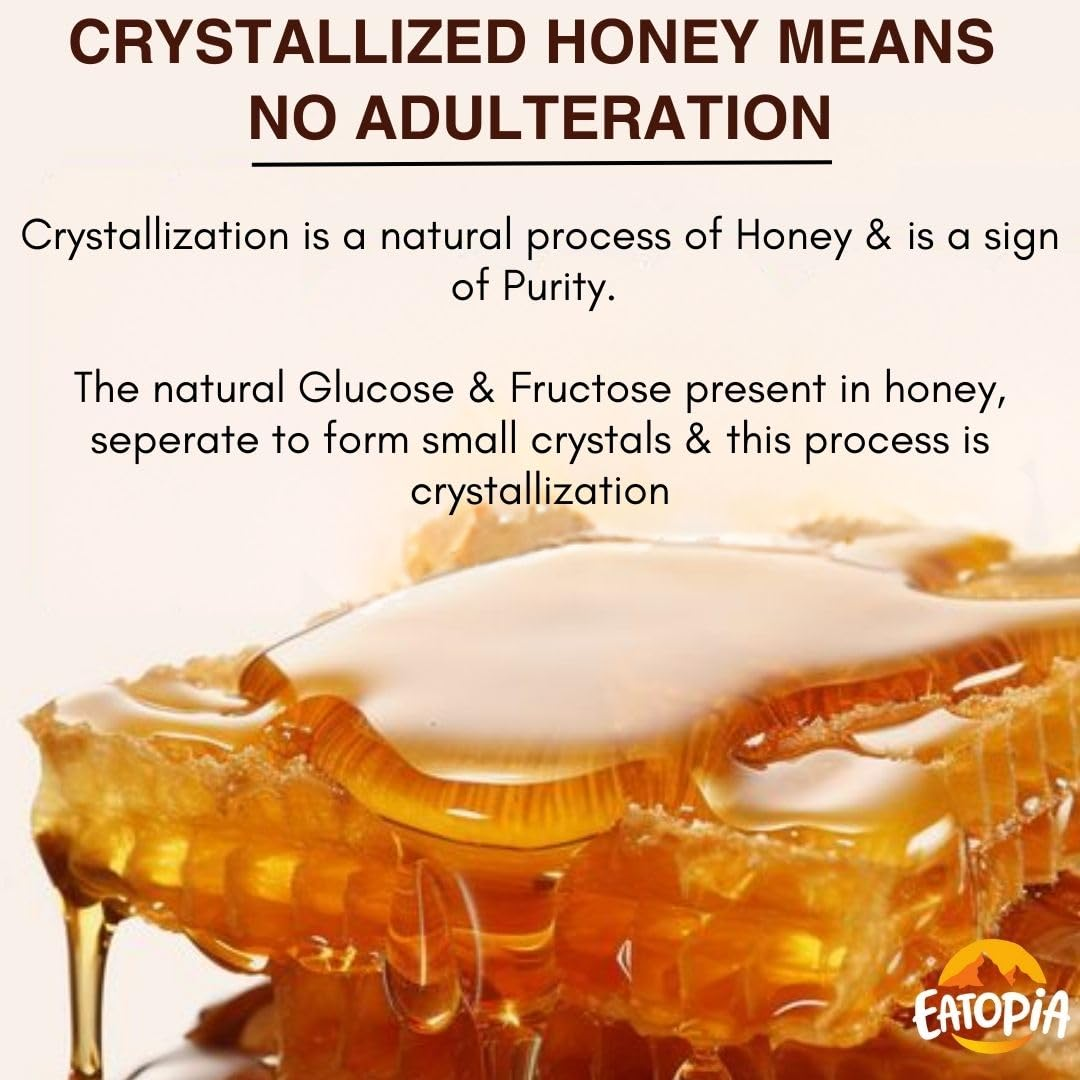 CRYSTALLIZED HONEY MEANS
NO ADULTERATION
Crystallization is a natural process of Honey & is a sign
of Purity.
The natural Glucose & Fructose present in honey,
seperate to form small crystals & this process is
crystallization
EATOPiA